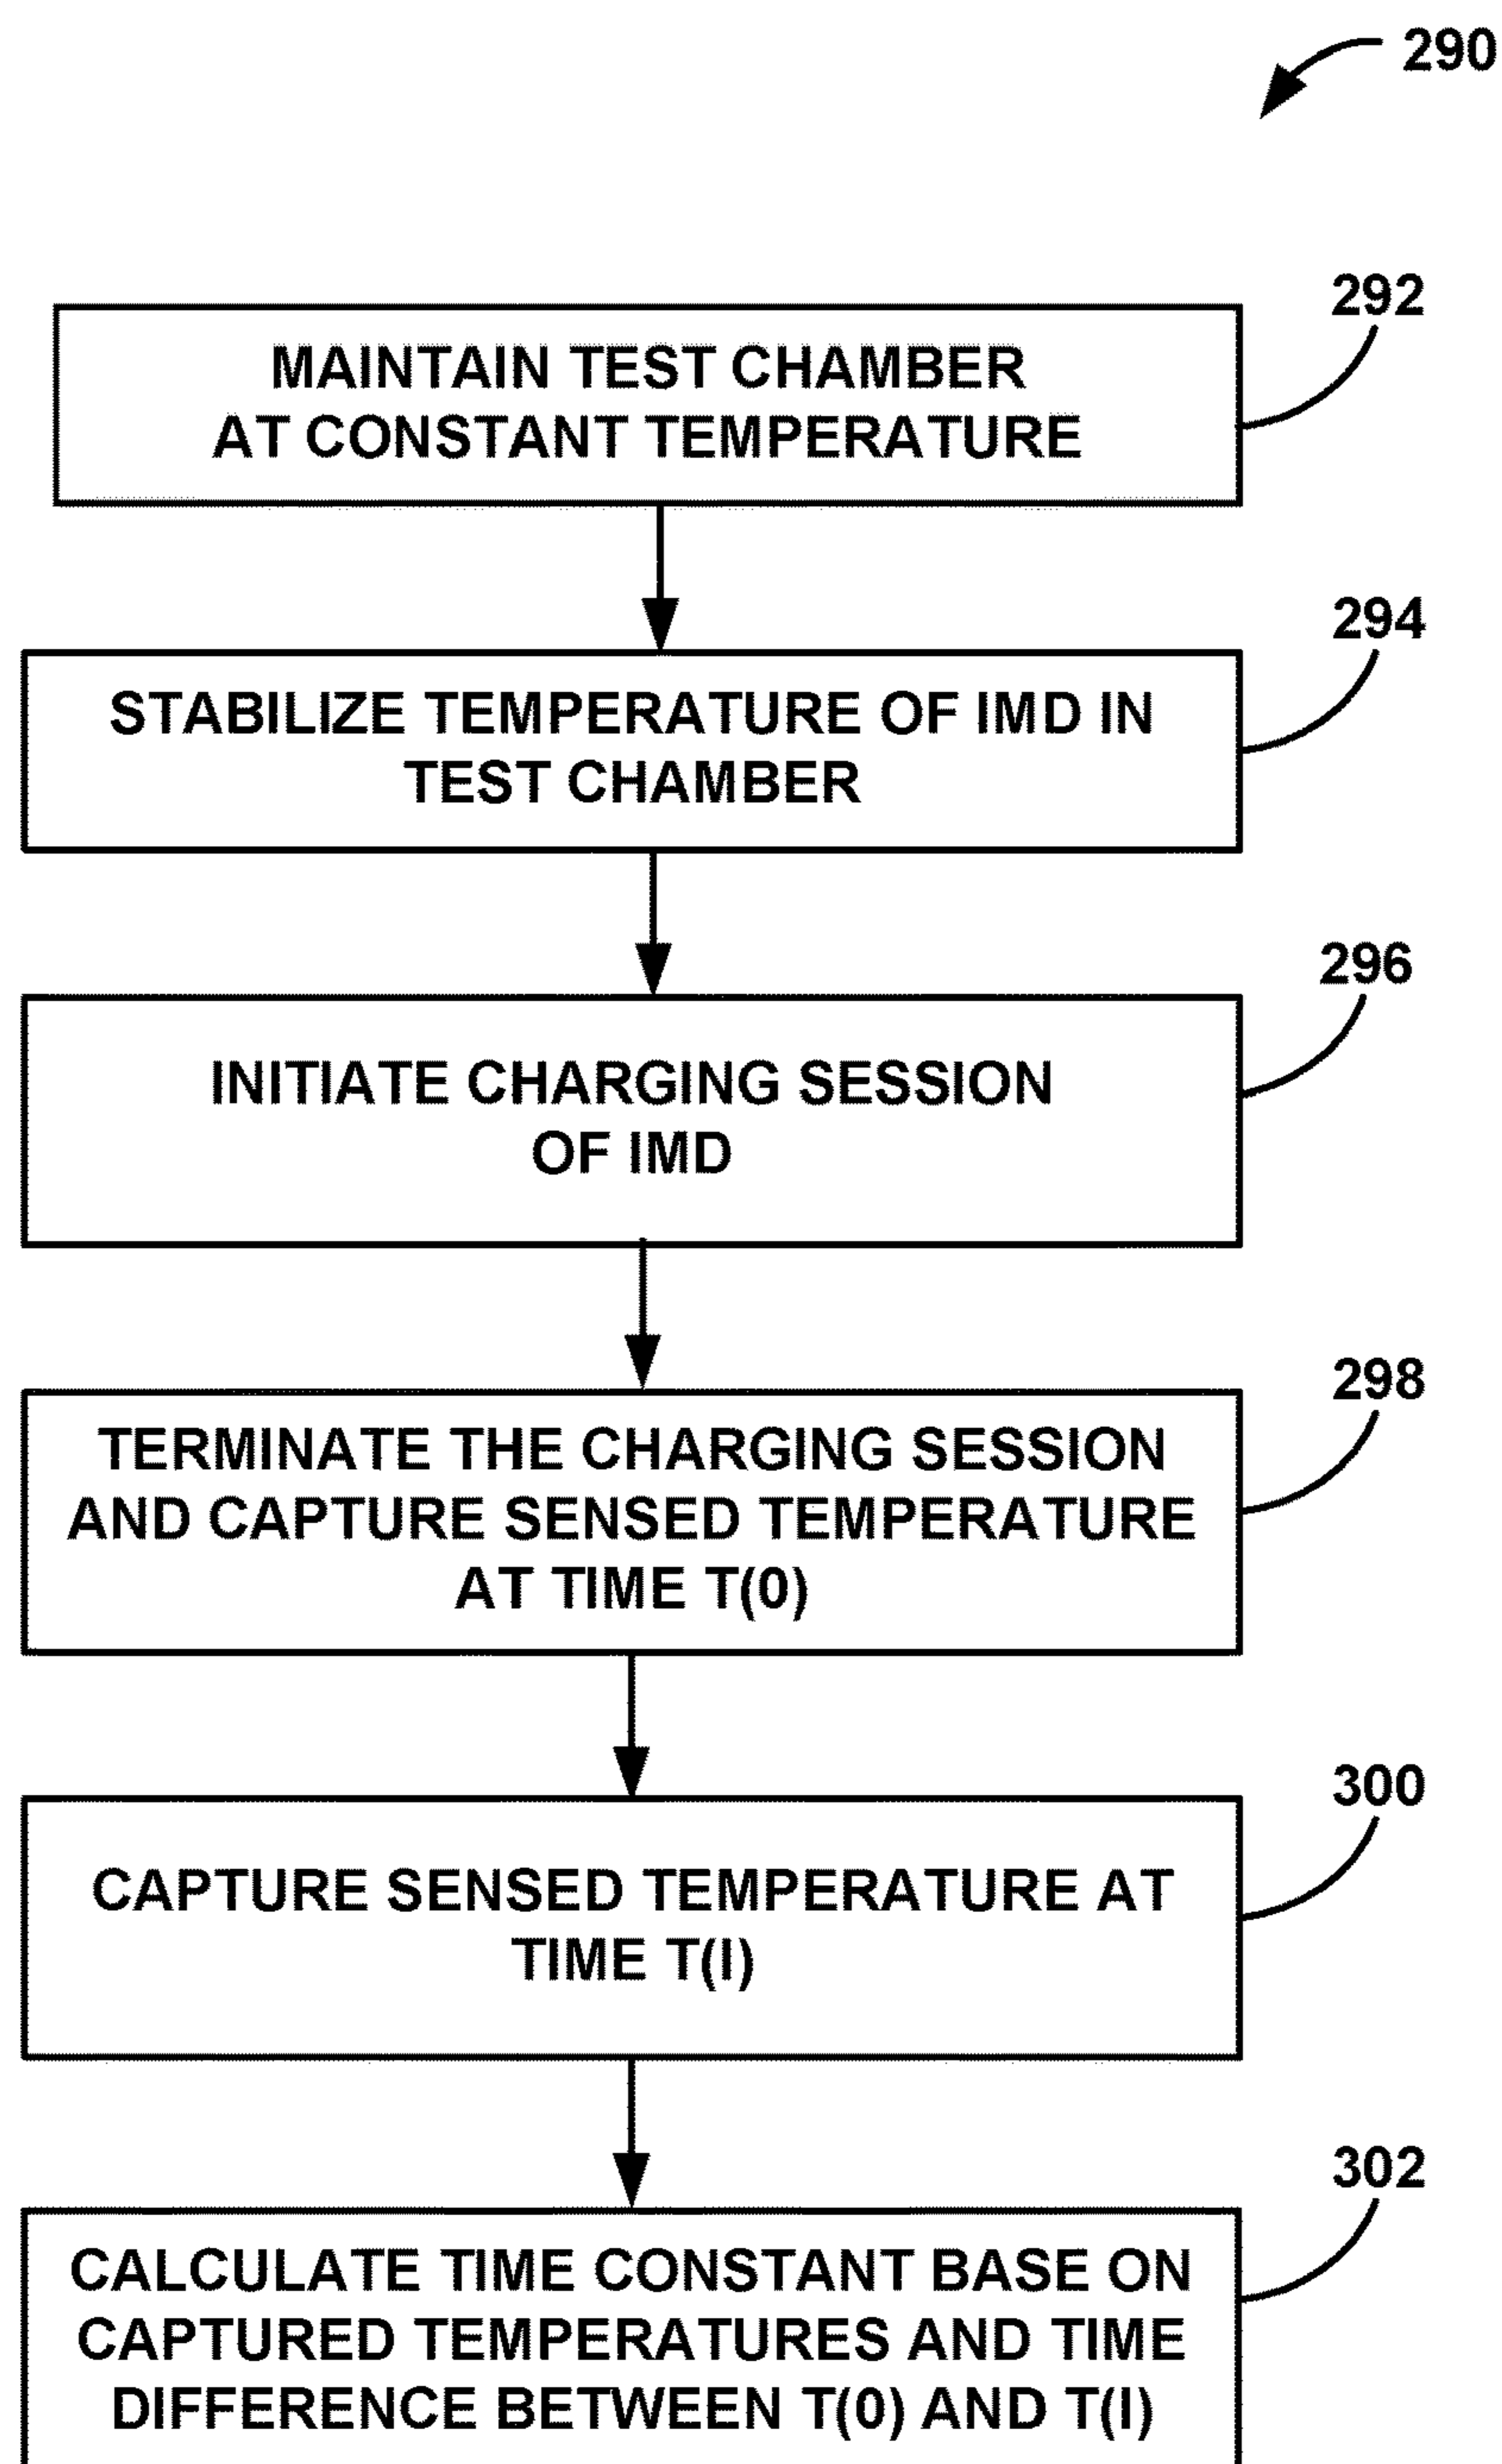 290
292
MAINTAIN TEST CHAMBER
AT CONSTANT TEMPERATURE
294
STABILIZE TEMPERATURE OF IMD IN
TEST CHAMBER
296
INITIATE CHARGING SESSION
OF IMD
298
TERMINATE THE CHARGING SESSION
AND CAPTURE SENSED TEMPERATURE
AT TIME T(0)
300
CAPTURE SENSED TEMPERATURE AT
TIME T(I)
302
CALCULATE TIME CONSTANT BASE ON
CAPTURED TEMPERATURES AND TIME
DIFFERENCE BETWEEN T(0) AND T(I)